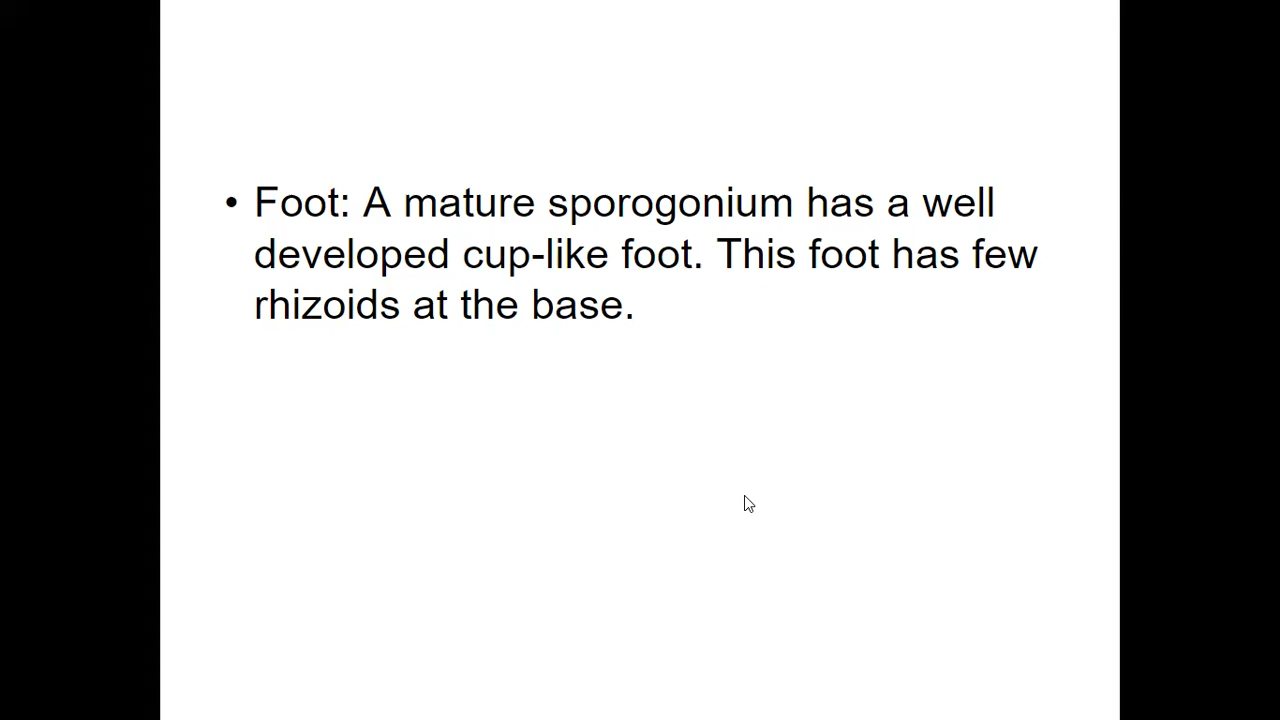 • Foot: A mature sporogonium has a well
developed cup-like foot. This foot has few
rhizoids at the base.